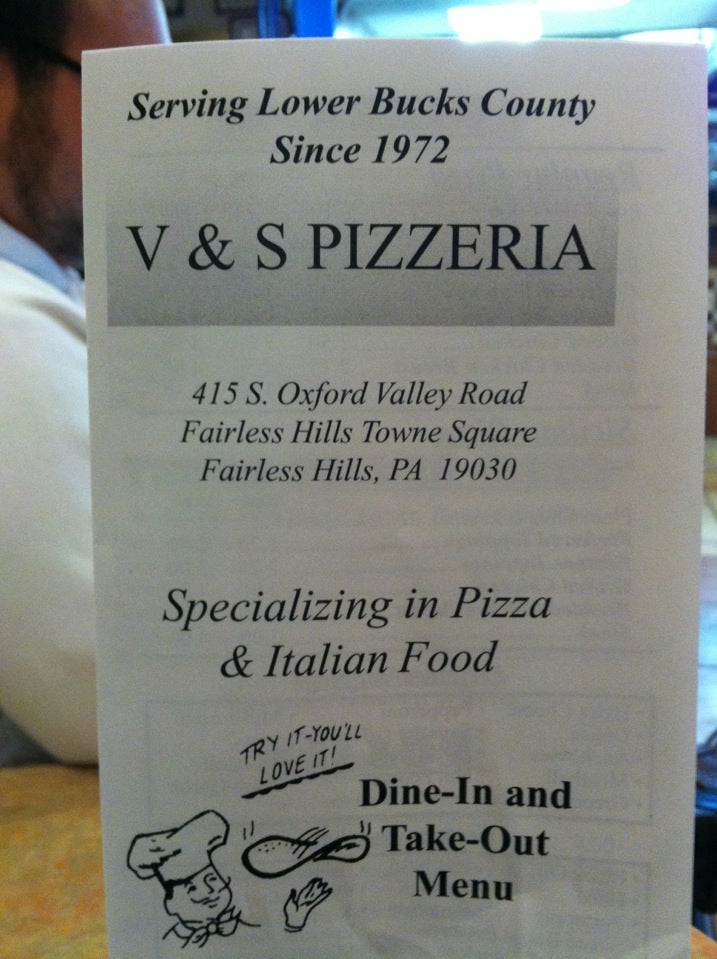 Serving Lower Bucks County
Since 1972
V & S PIZZERIA
415 S. Oxford Valley Road
Fairless Hills Towne Square
Fairless Hills, PA 19030
Specializing in Pizza
& Italian Food
TRY IT-YOU'LL
LOVE IT!
Dine-In and
Take-Out
Menu